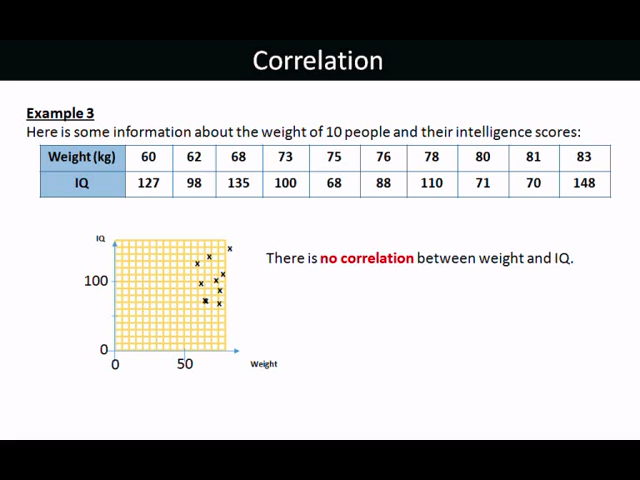 Correlation
Example 3
Here is some information about the weight of 10 people and their intelligence scores:
Weight (kg) 60 62 68 73 75 76 78 80 81 83
IQ 127 98 135 100 68 88 110 71 70 148
IQ
There is no correlation between weight and IQ.
100
0
0 50 Weight